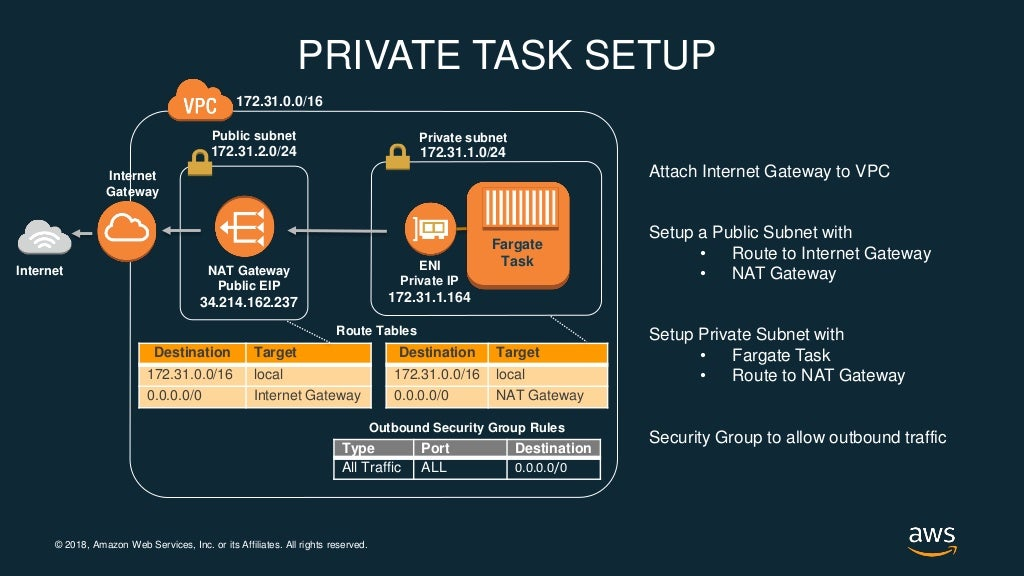 PRIVATE TASK SETUP
VPC
172.31.0.0/16
Public subnet
172.31.2.0/24
Private subnet
172.31.1.0/24
Internet
Gateway
Internet
NAT Gateway
Public EIP
34.214.162.237
ENI
Private IP
172.31.1.164
Fargate
Task
Route Tables
Destination Target
172.31.0.0/16 local
0.0.0.0/0 Internet Gateway
Destination Target
172.31.0.0/16 local
0.0.0.0/0 NAT Gateway
Outbound Security Group Rules
Type Port Destination
All Traffic ALL 0.0.0.0/0
Attach Internet Gateway to VPC
Setup a Public Subnet with
• Route to Internet Gateway
• NAT Gateway
Setup Private Subnet with
• Fargate Task
• Route to NAT Gateway
Security Group to allow outbound traffic
© 2018, Amazon Web Services, Inc. or its Affiliates. All rights reserved.
aws